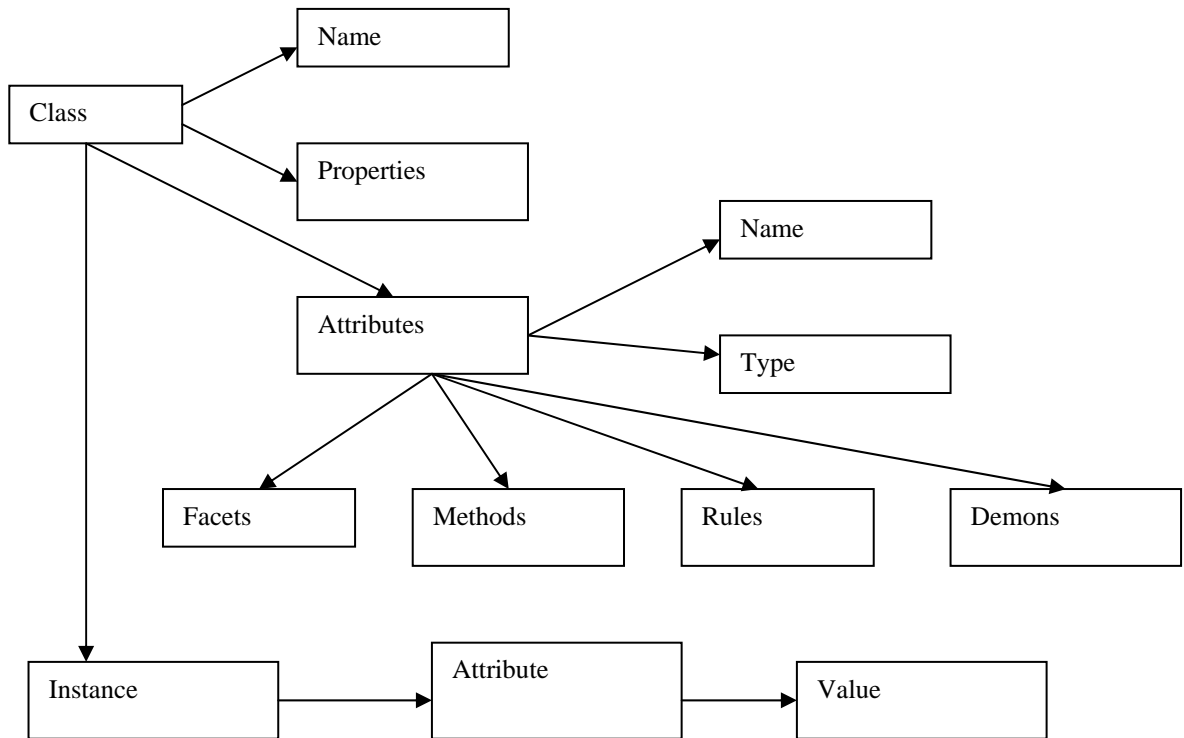 Name
Class
Properties
Name
Attributes
Type
Facets
Methods
Rules
Demons
Instance
Attribute
Value